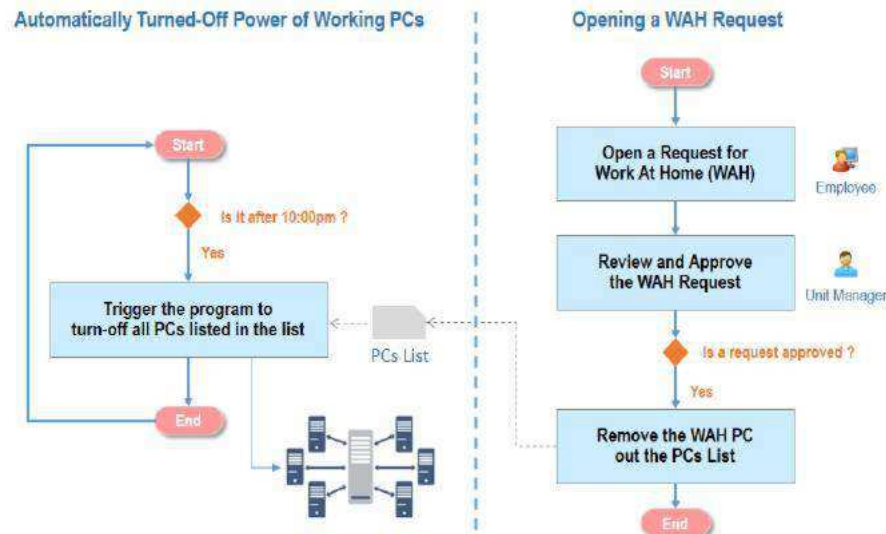 Automatically Turned-Off Power of Working PCs
Start
Is it after 10:00pm ?
Yes
Trigger the program to
turn-off all PCs listed in the list
PCs List
End
Opening a WAH Request
Start
Open a Request for
Work At Home (WAH)
Employee
Review and Approve
the WAH Request
Unit Manager
Is a request approved ?
Yes
Remove the WAH PC
out the PCs List
End